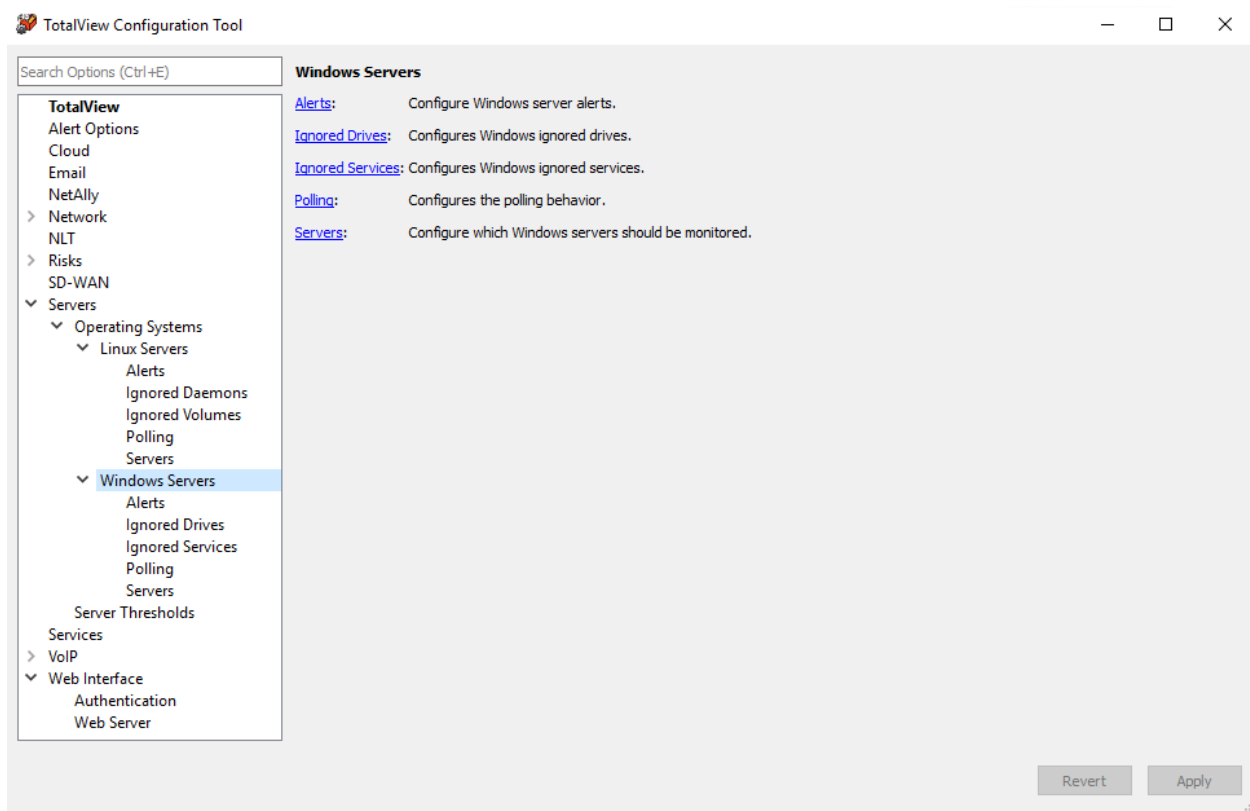 TotalView Configuration Tool
Search Options (Ctrl+E)
TotalView
Alert Options
Cloud
Email
NetAlly
Network
NLT
Risks
SD-WAN
Servers
Operating Systems
Linux Servers
Alerts
Ignored Daemons
Ignored Volumes
Polling
Servers
Windows Servers
Alerts
Ignored Drives
Ignored Services
Polling
Servers
Server Thresholds
Services
VoIP
Web Interface
Authentication
Web Server
Windows Servers
Alerts: Configure Windows server alerts.
Ignored Drives: Configures Windows ignored drives.
Ignored Services: Configures Windows ignored services.
Polling: Configures the polling behavior.
Servers: Configure which Windows servers should be monitored.
Revert Apply